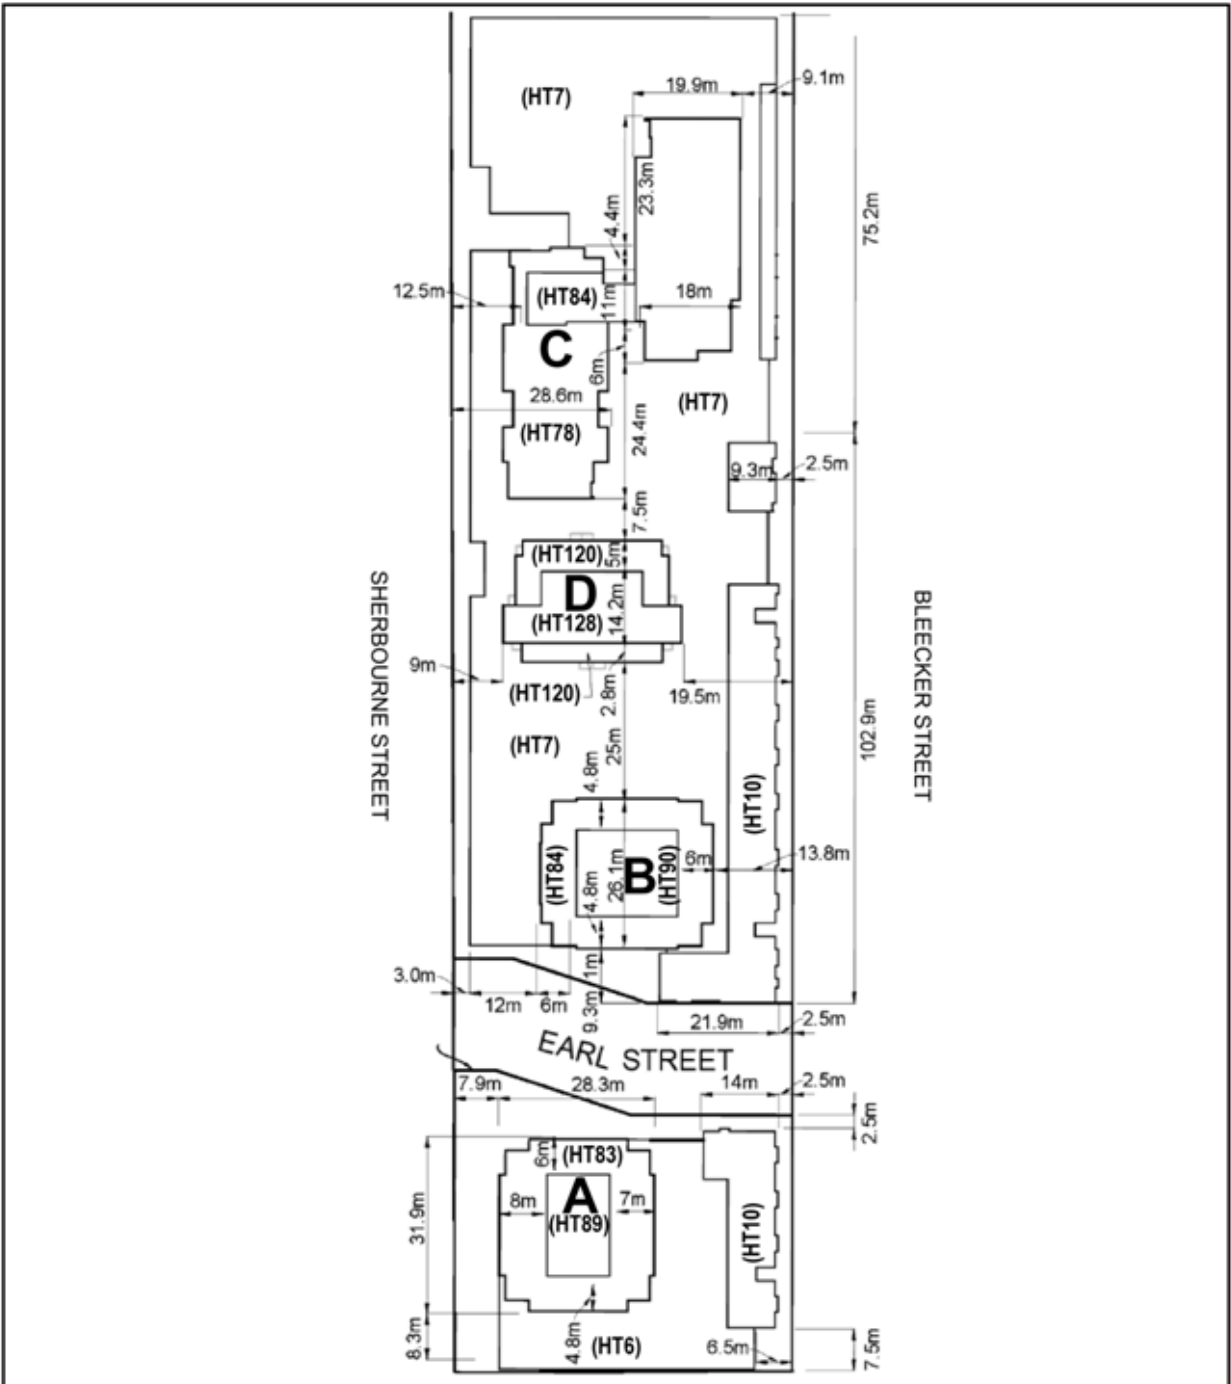 19.9m
9.1m
(HT7)
23.3m
4.4m
75.2m
12.5m
(HT84)
11m
18m
C
6m
28.6m
(HT7)
(HT78)
24.4m
9.3m
2.5m
7.5m
(HT120)
5m
D
14.2m
(HT128)
SHERBOURNE STREET
BLEECKER STREET
9m
(HT120)
2.8m
19.5m
102.9m
(HT7)
25m
4.8m
(HT10)
(HT84)
B
26.1m
(HT90)
6m
13.8m
4.8m
3.0m
12m
6m
1m
9.3m
21.9m
2.5m
EARL STREET
7.9m
28.3m
14m
2.5m
2.5m
6m
(HT83)
31.9m
8m
A
7m
(HT89)
(HT10)
8.3m
4.8m
(HT6)
6.5m
7.5m